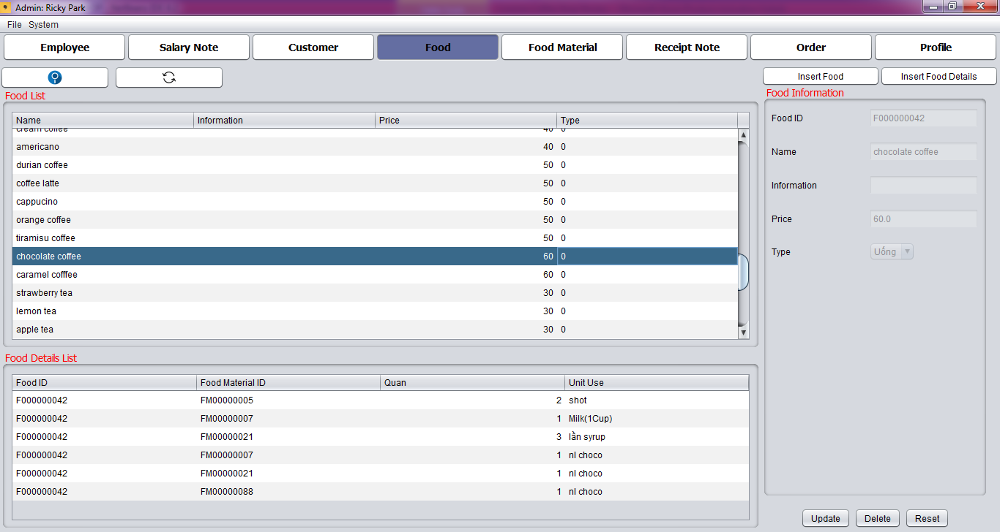 Admin: Ricky Park
File System
Employee Salary Note Customer Food Food Material Receipt Note Order Profile
Insert Food Insert Food Details
Food List
Name Information Price Type
cream coffee 40 0
americano 40 0
durian coffee 50 0
coffee latte 50 0
cappucino 50 0
orange coffee 50 0
tiramisu coffee 50 0
chocolate coffee 60 0
caramel cofffee 60 0
strawberry tea 30 0
lemon tea 30 0
apple tea 30 0
Food Details List
Food ID Food Material ID Quan Unit Use
F000000042 FM00000005 2 shot
F000000042 FM00000007 1 Milk(1Cup)
F000000042 FM00000021 3 lần syrup
F000000042 FM00000007 1 nl choco
F000000042 FM00000021 1 nl choco
F000000042 FM00000088 1 nl choco
Food Information
Food ID F000000042
Name chocolate coffee
Information
Price 60.0
Type Uống
Update Delete Reset